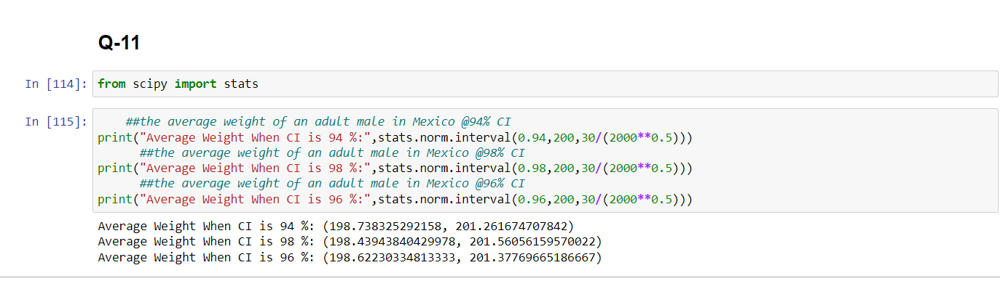 Q-11
In [114]: from scipy import stats
In [115]: ##the average weight of an adult male in Mexico @94% CI
print("Average Weight When CI is 94 %:",stats.norm.interval(0.94,200,30/(2000**0.5)))
##the average weight of an adult male in Mexico @98% CI
print("Average Weight When CI is 98 %:",stats.norm.interval(0.98,200,30/(2000**0.5)))
##the average weight of an adult male in Mexico @96% CI
print("Average Weight When CI is 96 %:",stats.norm.interval(0.96,200,30/(2000**0.5)))
Average Weight When CI is 94 %: (198.738325292158, 201.261674707842)
Average Weight When CI is 98 %: (198.43943840429978, 201.56056159570022)
Average Weight When CI is 96 %: (198.62230334813333, 201.37769665186667)